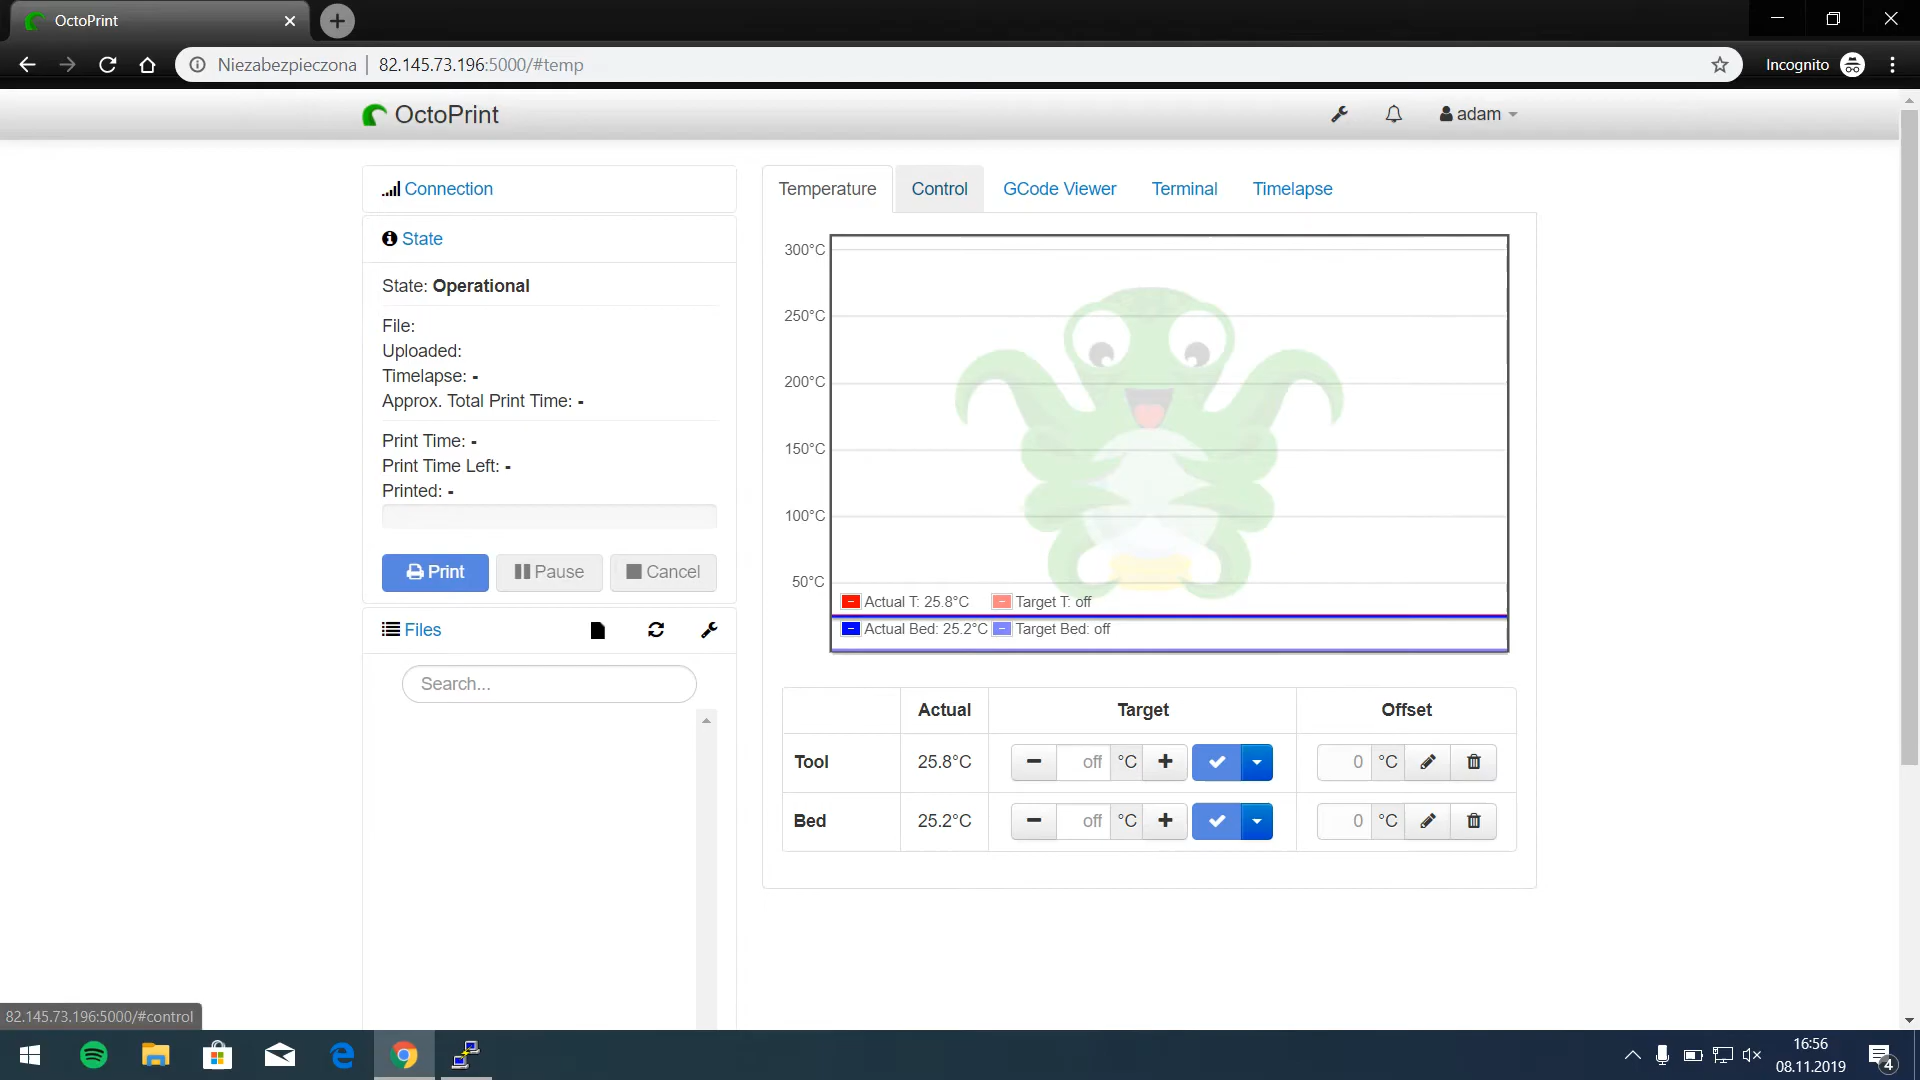 OctoPrint
Niezabezpieczona | 82.145.73.196:5000/#temp
Incognito
OctoPrint
adam
Connection
State
State: Operational
File:
Uploaded:
Timelapse: -
Approx. Total Print Time: -
Print Time: -
Print Time Left: -
Printed: -
Print
Pause
Cancel
Files
Search...
Temperature
Control
GCode Viewer
Terminal
Timelapse
300°C
250°C
200°C
150°C
100°C
50°C
Actual T: 25.8°C
Target T: off
Actual Bed: 25.2°C
Target Bed: off
Actual
Target
Offset
Tool
25.8°C
off
°C
0
°C
Bed
25.2°C
off
°C
0
°C
82.145.73.196:5000/#control
16:56
08.11.2019
4